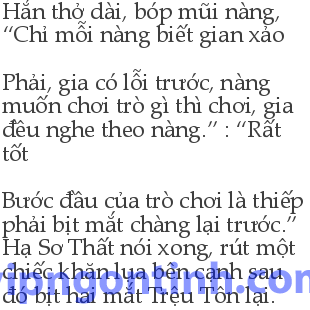 Hắn thở dài, bóp mũi nàng,
“Chỉ mỗi nàng biết gian xảo
Phải, gia có lỗi trước, nàng
muốn chơi trò gì thì chơi, gia
đều nghe theo nàng.” : “Rất
tốt
Bước đầu của trò chơi là thiếp
phải bịt mắt chàng lại trước.”
Hạ Sơ Thất nói xong, rút một
chiếc khăn lụa bên cạnh sau
đó bịt hai mắt Triệu Tôn lại.